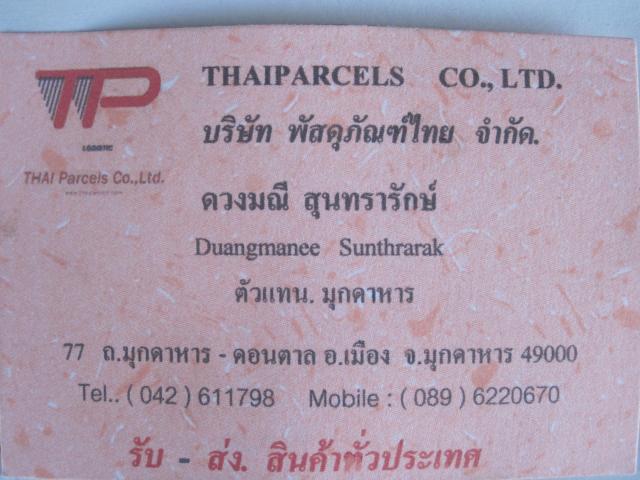 TP
LOGISTIC
THAI Parcels Co.,Ltd.
THAIPARCELS CO., LTD.
บริษัท พัสดุภัณฑ์ไทย จำกัด.
ดวงมณี สุนทรารักษ์
Duangmanee Sunthrarak
ตัวแทน. มุกดาหาร
77 ถ.มุกดาหาร - ดอนตาล อ.เมือง จ.มุกดาหาร 49000
Tel.. ( 042 ) 611798 Mobile : ( 089 ) 6220670
รับ - ส่ง. สินค้าทั่วประเทศ